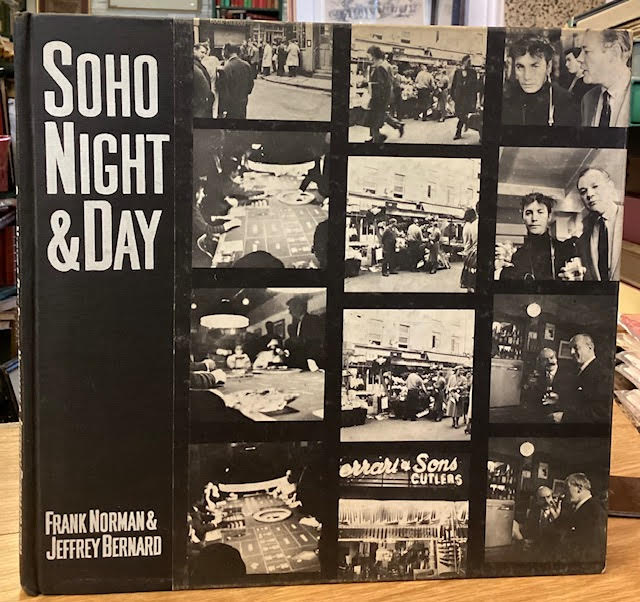 SOHO
NIGHT
& DAY
FRANK NORMAN &
JEFFREY BERNARD
errari & Sons
CUTLERS